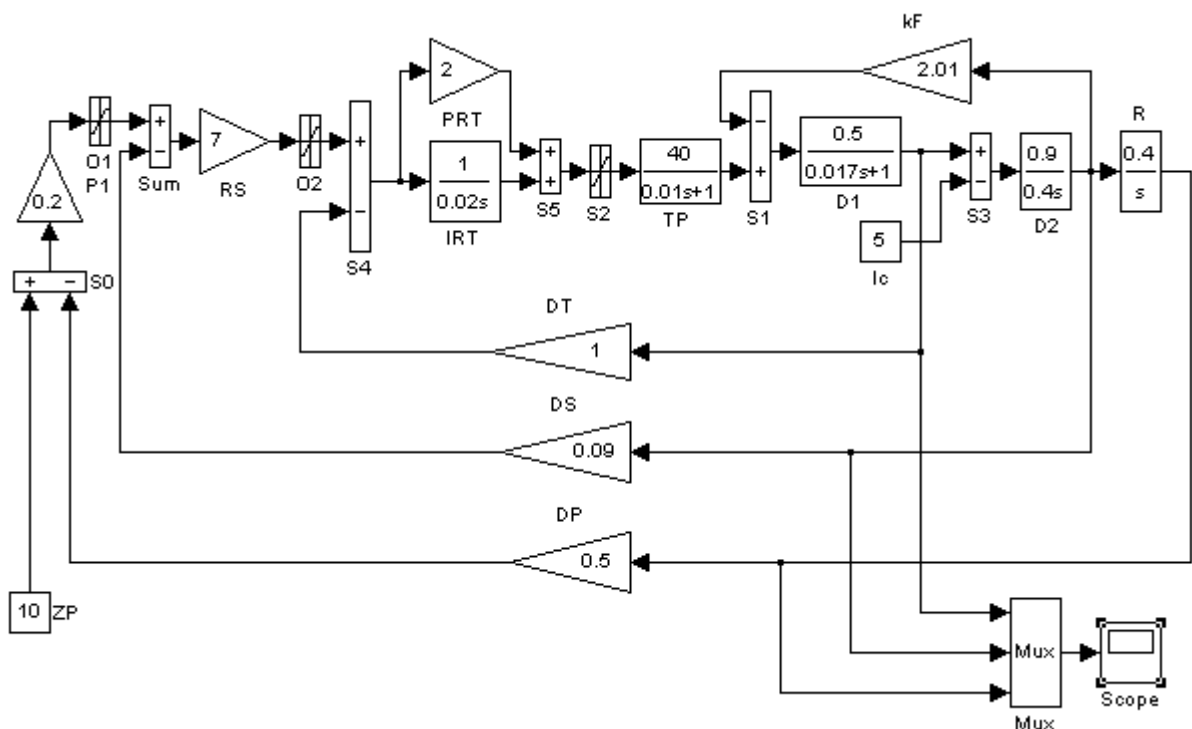 kF
2.01
2
PRT
R
O1
P1
+
−
Sum
7
RS
O2
+
−
S4
1
0.02s
IRT
+
+
S5
S2
40
0.01s+1
TP
−
+
S1
0.5
0.017s+1
D1
+
−
S3
0.9
0.4s
D2
0.4
s
0.2
5
Ic
+ −
S0
DT
1
DS
0.09
DP
0.5
10
ZP
Mux
Mux
Scope